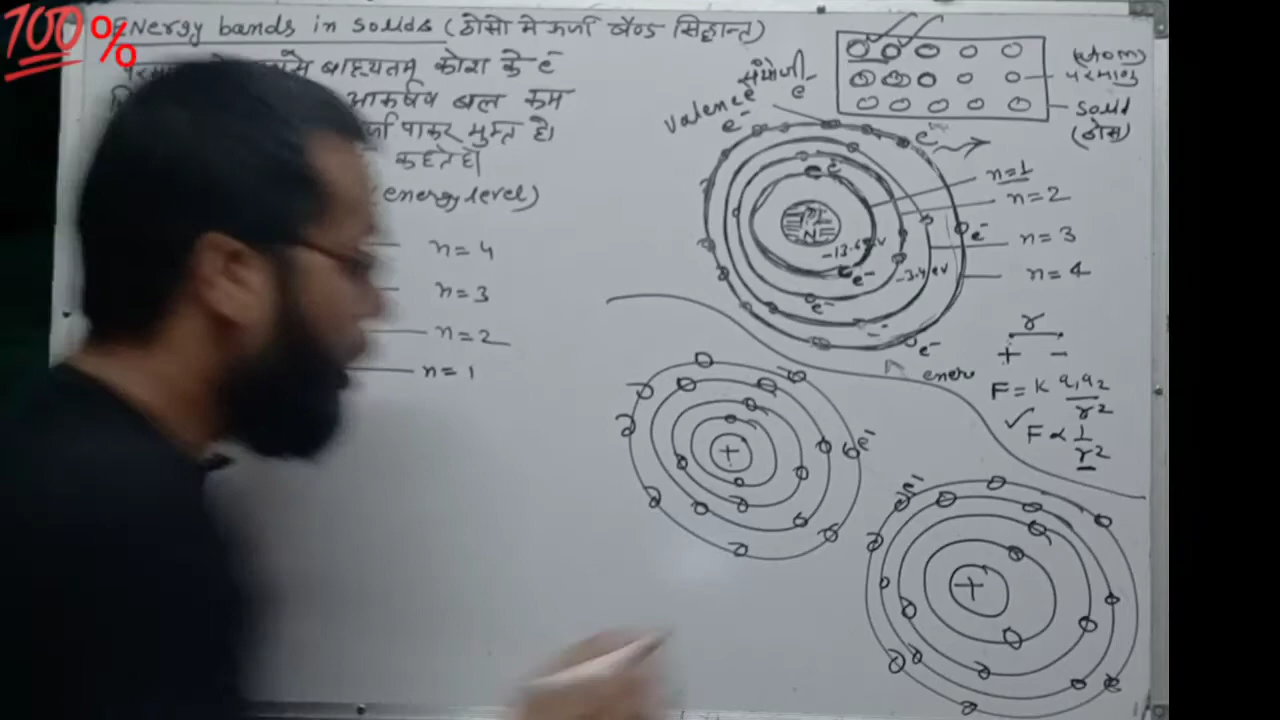 100%
Energy bands in solids (ठोसो मे ऊर्जा बैण्ड सिद्धान्त)
बाह्यतम् कोश के e⁻
आकर्षण बल कम
पाकर मुक्त हो
कहते हो
(energy level)
n=4
n=3
n=2
n=1
संयोजी e⁻
valence e⁻
e⁻
e⁻
(atom)
परमाणु
solid
(ठोस)
n=1
n=2
n=3
n=4
e⁻
e⁻
N
-13.6 eV
-3.4 eV
e⁻
e⁻
e⁻
r
+ −
ener
F = K q₁q₂/r²
✓ F ∝ 1/r²
+
e⁻
e⁻
+